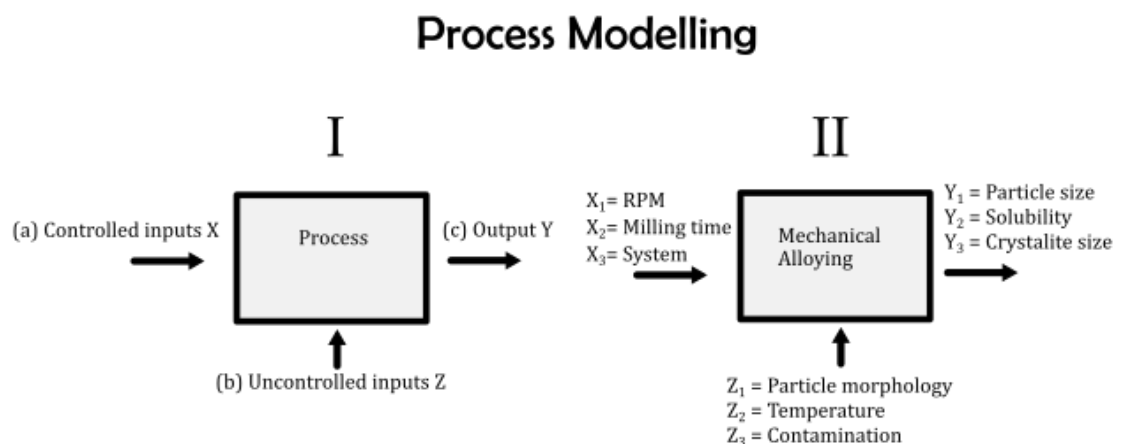 Process Modelling
I
(a) Controlled inputs X
Process
(c) Output Y
(b) Uncontrolled inputs Z
II
X₁= RPM
X₂= Milling time
X₃= System
Mechanical
Alloying
Y₁ = Particle size
Y₂ = Solubility
Y₃ = Crystalite size
Z₁ = Particle morphology
Z₂ = Temperature
Z₃ = Contamination